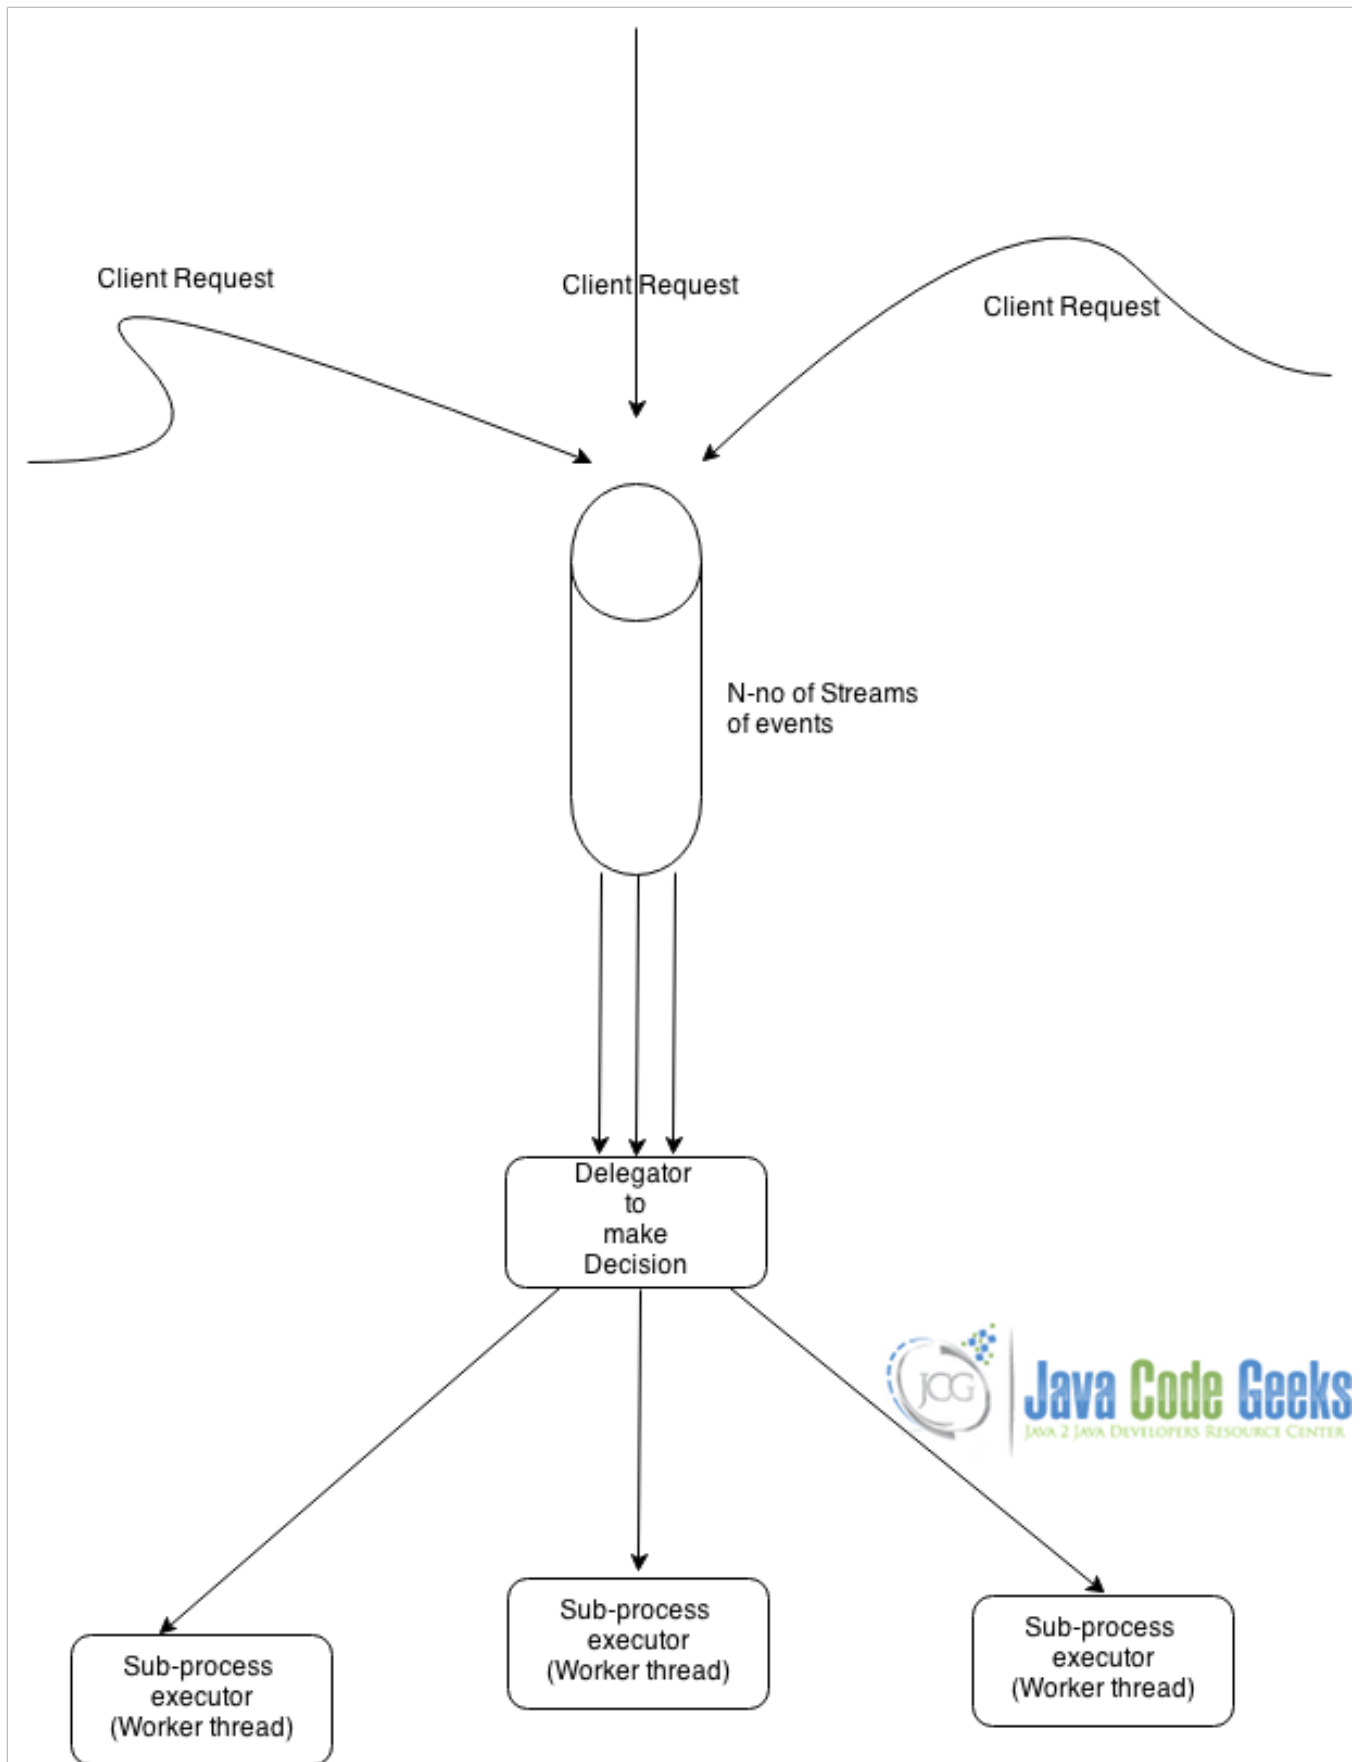 Client Request
Client Request
Client Request
N-no of Streams
of events
Delegator
to
make
Decision
JCG
Java Code Geeks
JAVA 2 JAVA DEVELOPERS RESOURCE CENTER
Sub-process
executor
(Worker thread)
Sub-process
executor
(Worker thread)
Sub-process
executor
(Worker thread)